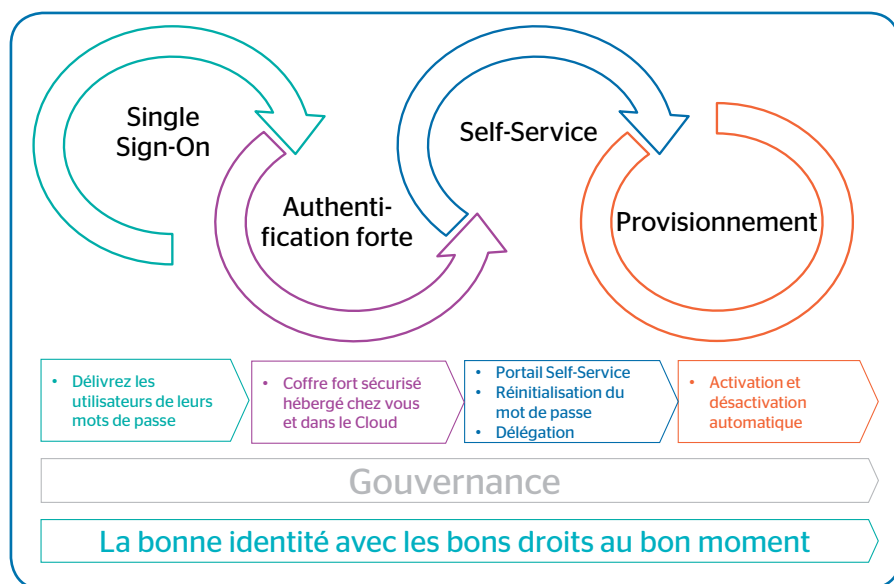 Single
Sign-On
Authenti-
fication forte
Self-Service
Provisionnement
• Délivrez les
utilisateurs de leurs
mots de passe
• Coffre fort sécurisé
hébergé chez vous
et dans le Cloud
• Portail Self-Service
• Réinitialisation du
mot de passe
• Délégation
• Activation et
désactivation
automatique
Gouvernance
La bonne identité avec les bons droits au bon moment